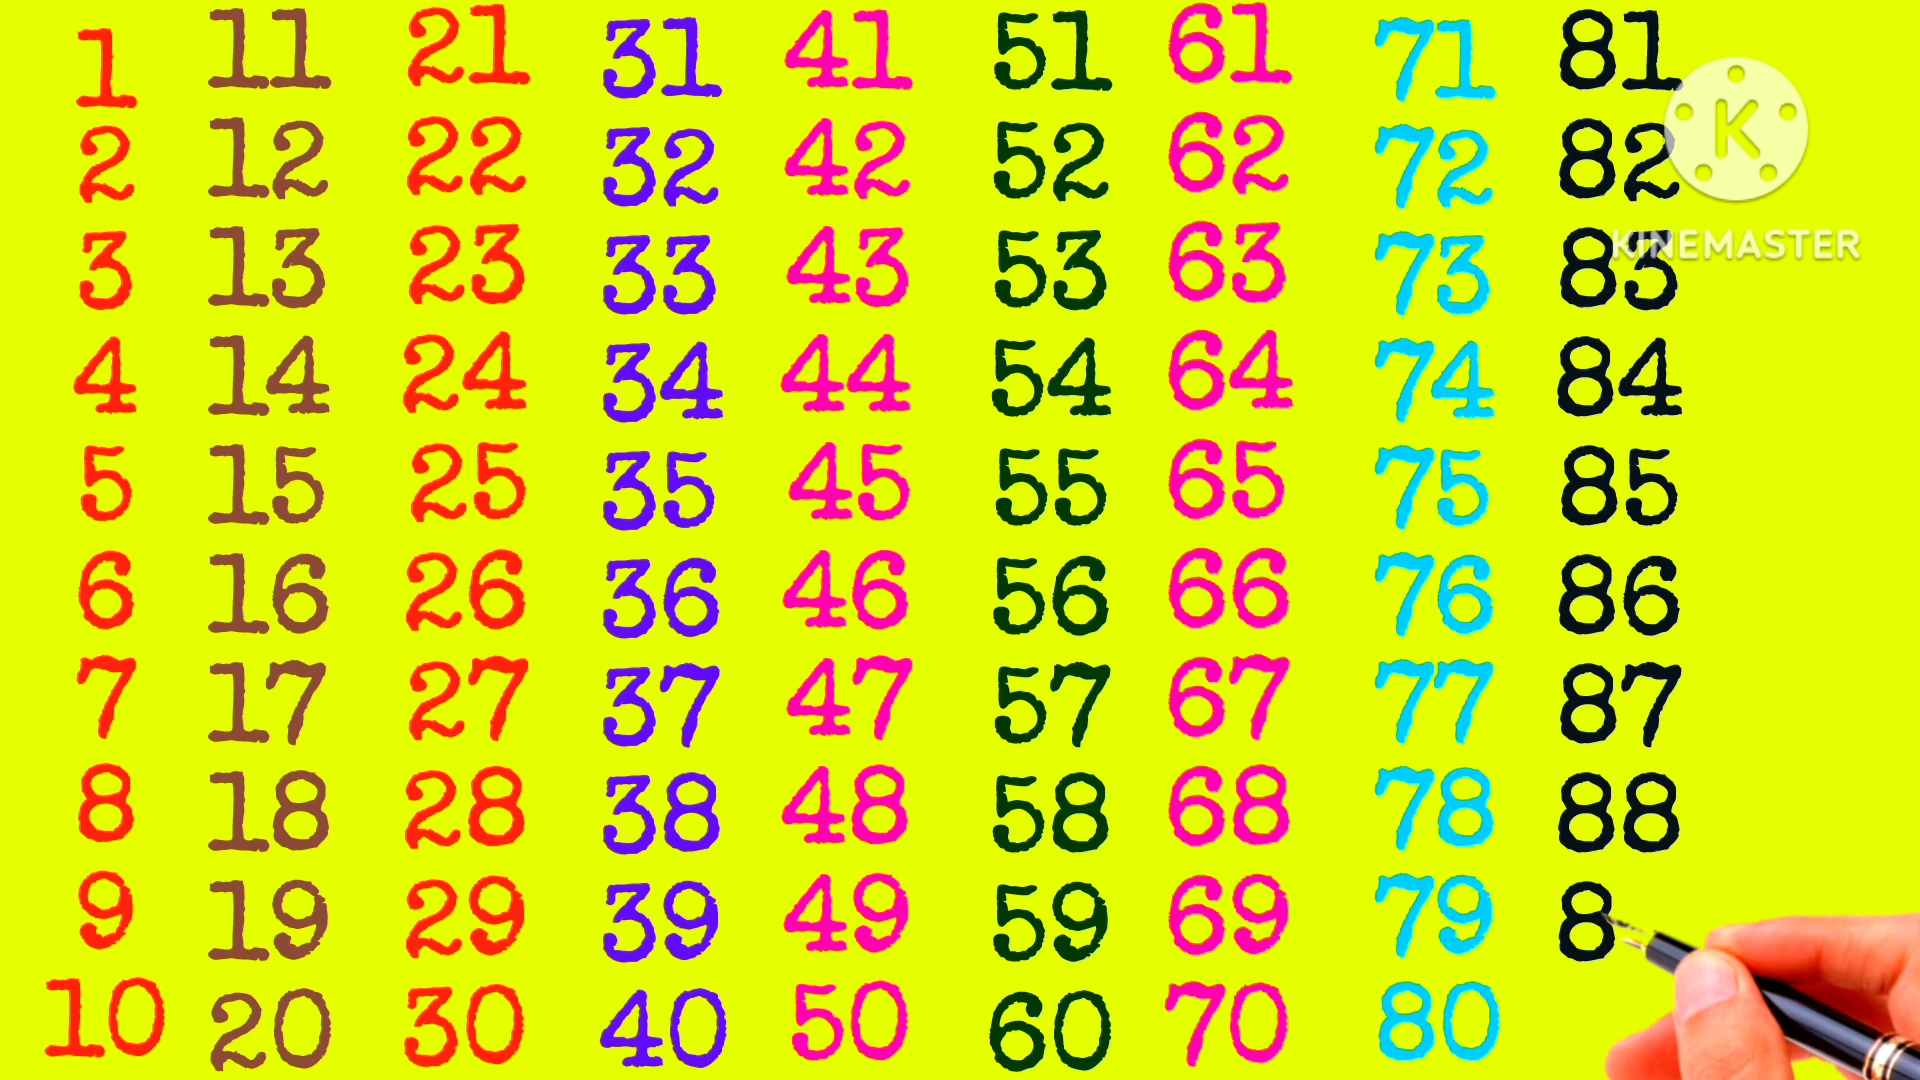 1 11 21 31 41 51 61 71 81
2 12 22 32 42 52 62 72 82
3 13 23 33 43 53 63 73 83
4 14 24 34 44 54 64 74 84
5 15 25 35 45 55 65 75 85
6 16 26 36 46 56 66 76 86
7 17 27 37 47 57 67 77 87
8 18 28 38 48 58 68 78 88
9 19 29 39 49 59 69 79 8
10 20 30 40 50 60 70 80
K
KINEMASTER